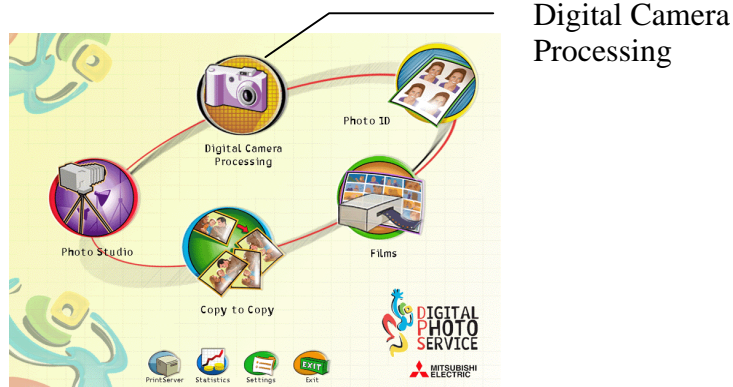 Digital Camera
Processing
Photo ID
Digital Camera
Processing
Photo Studio
Films
Copy to Copy
DIGITAL
PHOTO
SERVICE
MITSUBISHI
ELECTRIC
EXIT
PrintServer
Statistics
Settings
Exit